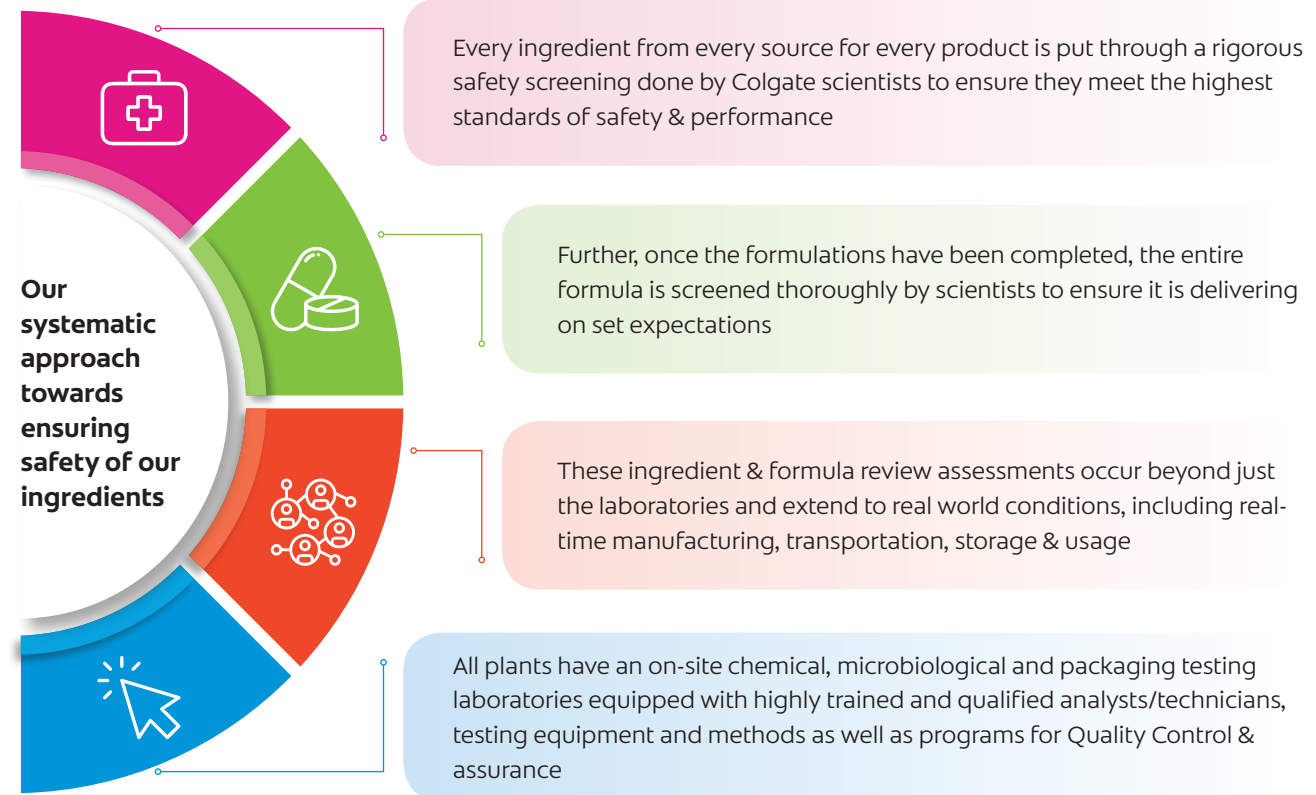 Our
systematic
approach
towards
ensuring
safety of our
ingredients
Every ingredient from every source for every product is put through a rigorous
safety screening done by Colgate scientists to ensure they meet the highest
standards of safety & performance
Further, once the formulations have been completed, the entire
formula is screened thoroughly by scientists to ensure it is delivering
on set expectations
These ingredient & formula review assessments occur beyond just
the laboratories and extend to real world conditions, including real-
time manufacturing, transportation, storage & usage
All plants have an on-site chemical, microbiological and packaging testing
laboratories equipped with highly trained and qualified analysts/technicians,
testing equipment and methods as well as programs for Quality Control &
assurance